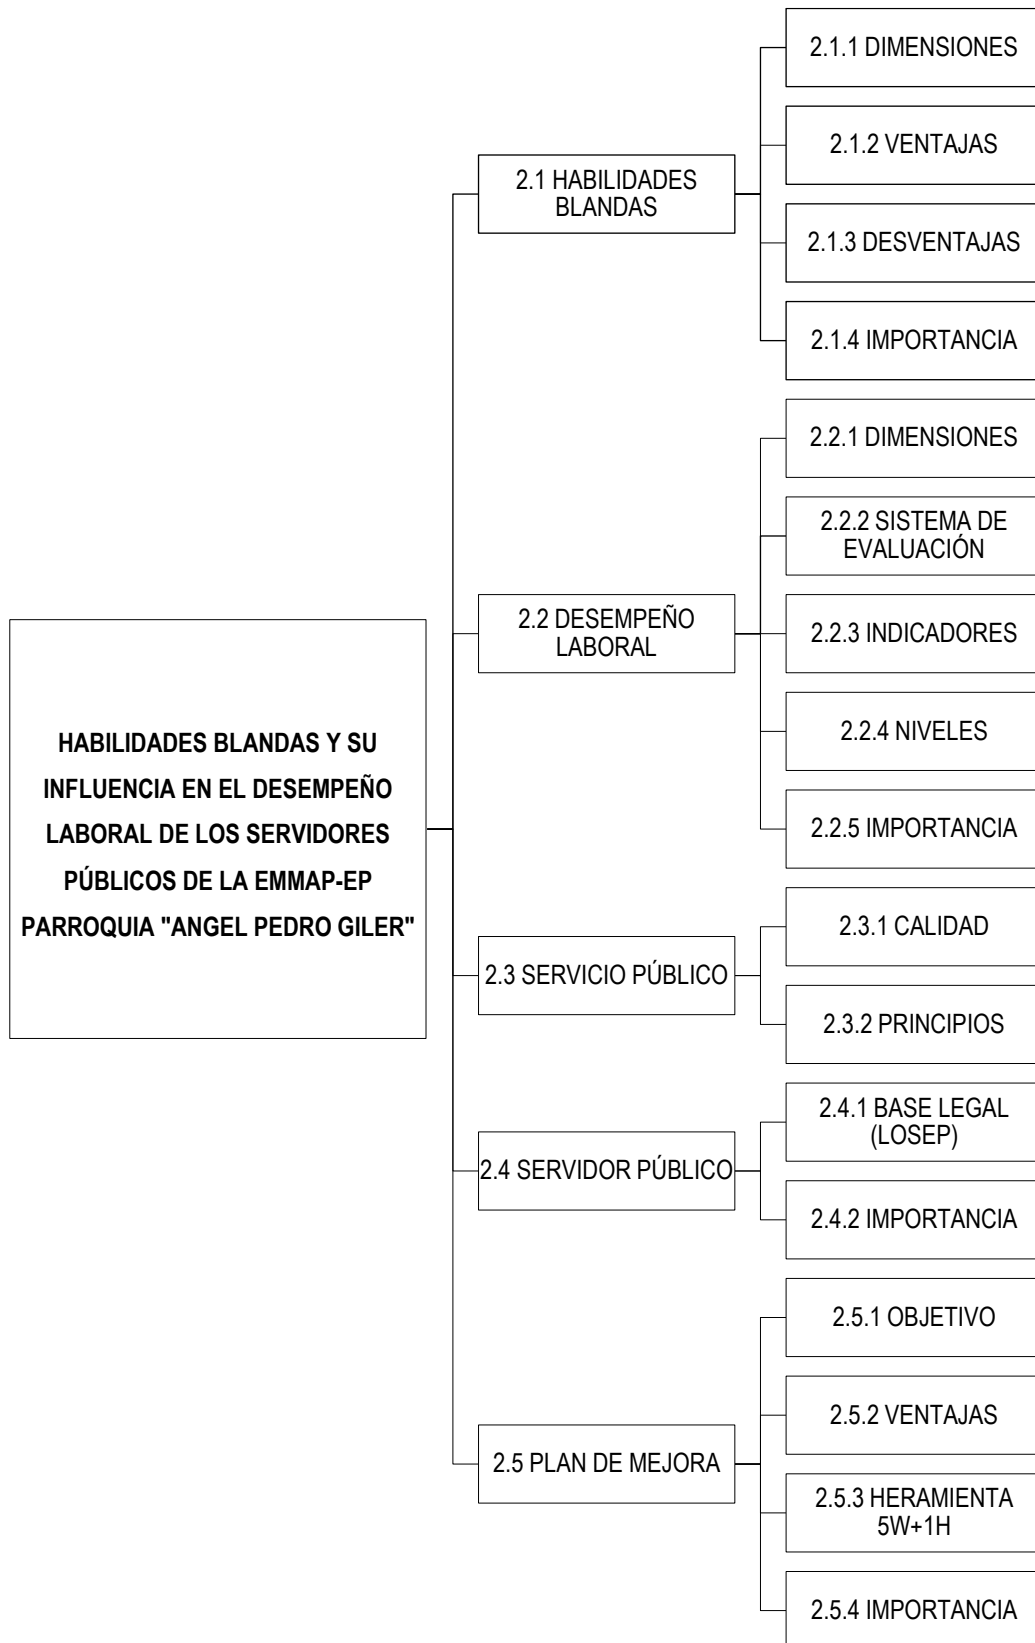 HABILIDADES BLANDAS Y SU
INFLUENCIA EN EL DESEMPEÑO
LABORAL DE LOS SERVIDORES
PÚBLICOS DE LA EMMAP-EP
PARROQUIA "ANGEL PEDRO GILER"
2.1 HABILIDADES
BLANDAS
2.1.1 DIMENSIONES
2.1.2 VENTAJAS
2.1.3 DESVENTAJAS
2.1.4 IMPORTANCIA
2.2 DESEMPEÑO
LABORAL
2.2.1 DIMENSIONES
2.2.2 SISTEMA DE
EVALUACIÓN
2.2.3 INDICADORES
2.2.4 NIVELES
2.2.5 IMPORTANCIA
2.3 SERVICIO PÚBLICO
2.3.1 CALIDAD
2.3.2 PRINCIPIOS
2.4 SERVIDOR PÚBLICO
2.4.1 BASE LEGAL
(LOSEP)
2.4.2 IMPORTANCIA
2.5 PLAN DE MEJORA
2.5.1 OBJETIVO
2.5.2 VENTAJAS
2.5.3 HERAMIENTA
5W+1H
2.5.4 IMPORTANCIA